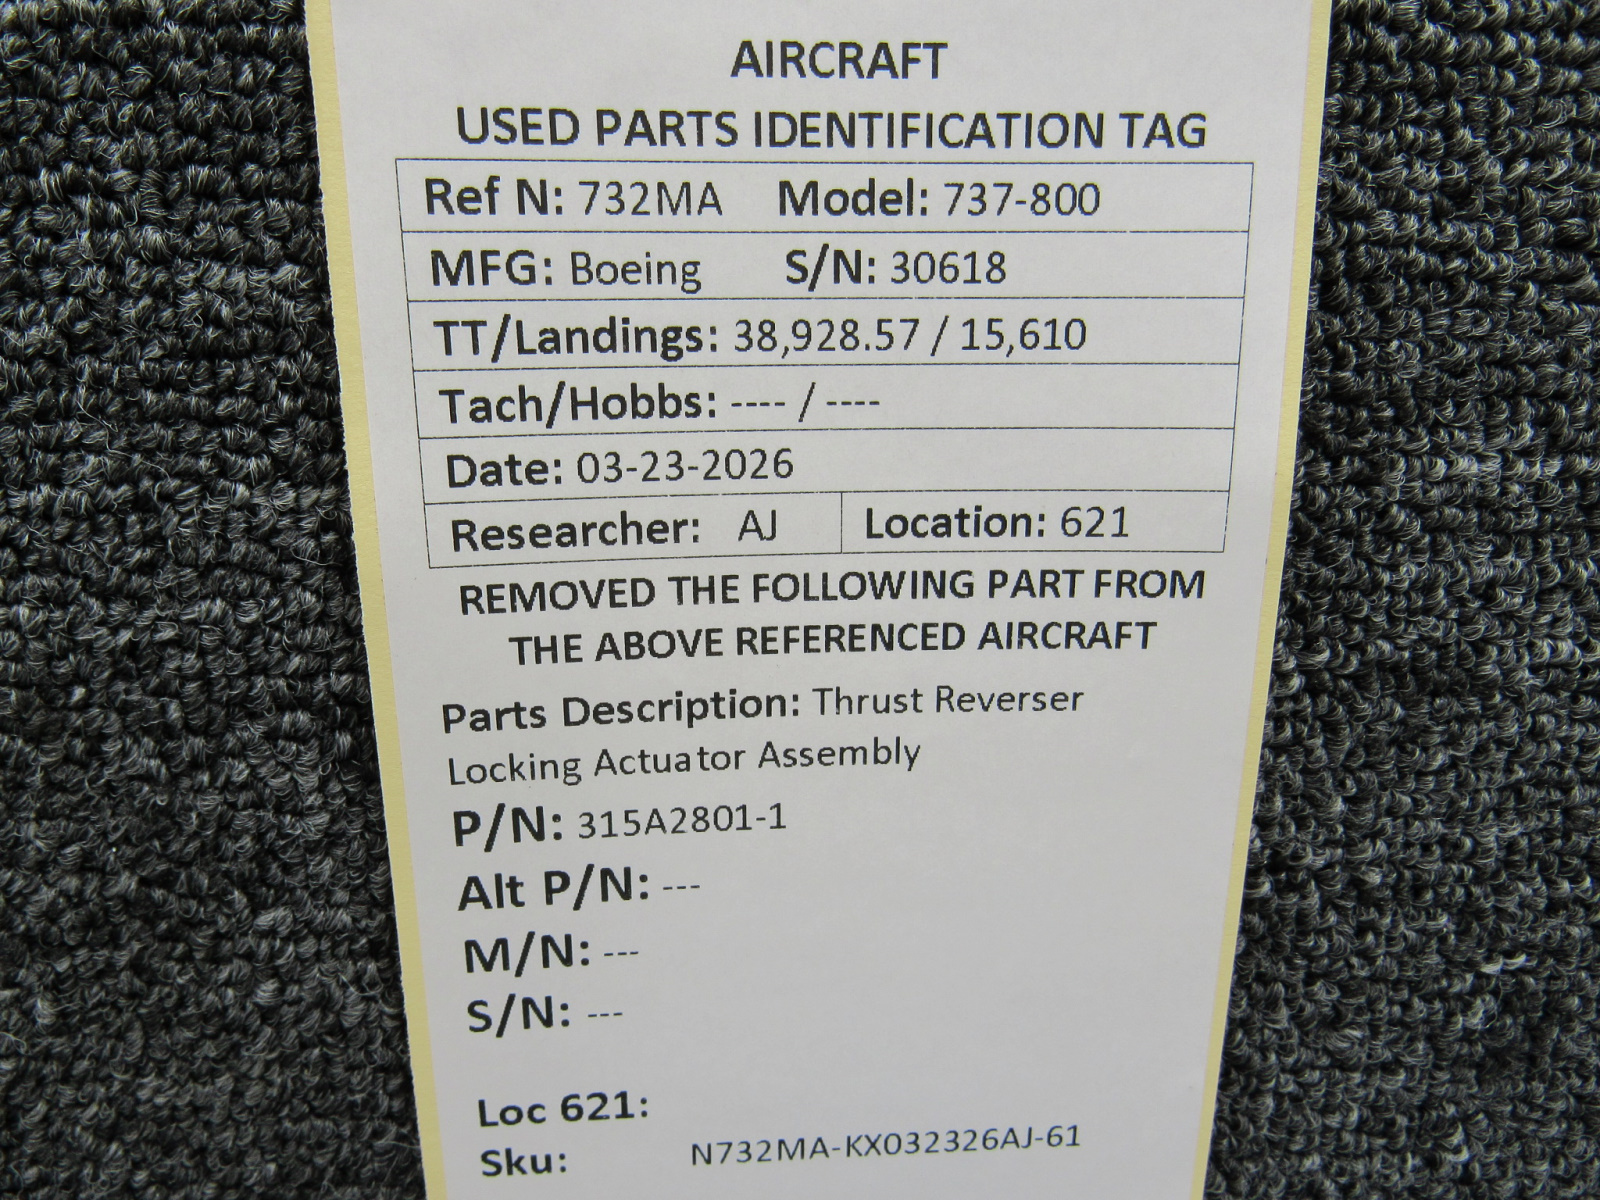 AIRCRAFT
USED PARTS IDENTIFICATION TAG
Ref N: 732MA Model: 737-800
MFG: Boeing S/N: 30618
TT/Landings: 38,928.57 / 15,610
Tach/Hobbs: ---- / ----
Date: 03-23-2026
Researcher: AJ Location: 621
REMOVED THE FOLLOWING PART FROM
THE ABOVE REFERENCED AIRCRAFT
Parts Description: Thrust Reverser
Locking Actuator Assembly
P/N: 315A2801-1
Alt P/N: ---
M/N: ---
S/N: ---
Loc 621:
Sku: N732MA-KX032326AJ-61